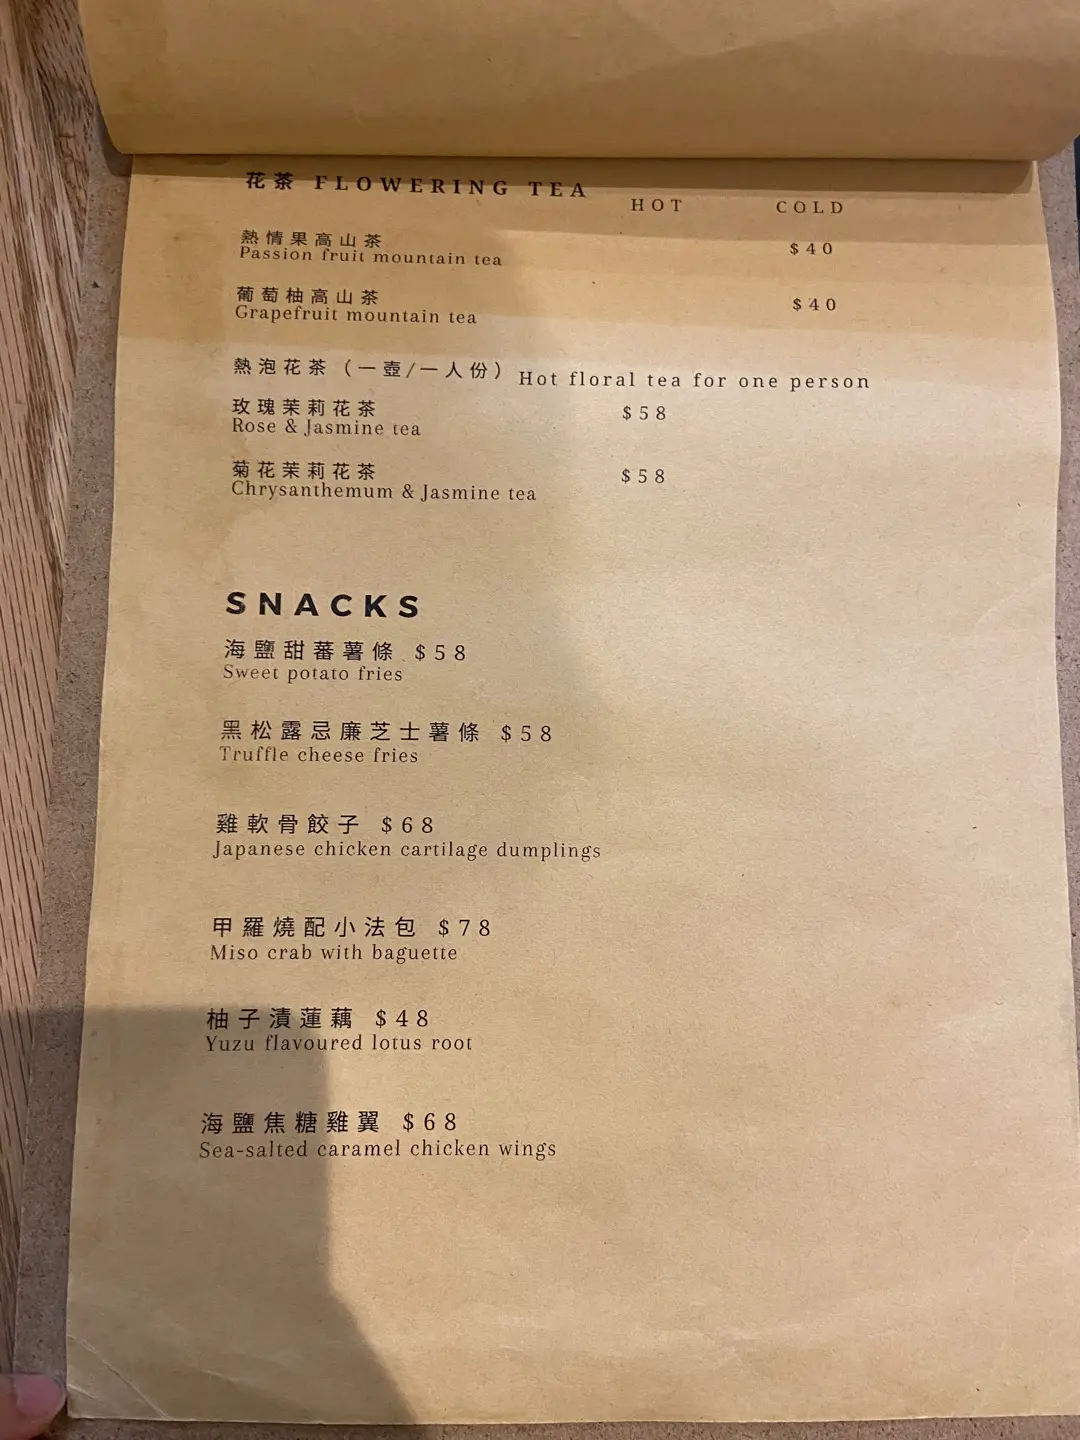 花茶 FLOWERING TEA
HOT COLD
熱情果高山茶 $40
Passion fruit mountain tea
葡萄柚高山茶 $40
Grapefruit mountain tea
熱泡花茶（一壺/一人份） Hot floral tea for one person
玫瑰茉莉花茶 $58
Rose & Jasmine tea
菊花茉莉花茶 $58
Chrysanthemum & Jasmine tea
SNACKS
海鹽甜蕃薯條 $58
Sweet potato fries
黑松露忌廉芝士薯條 $58
Truffle cheese fries
雞軟骨餃子 $68
Japanese chicken cartilage dumplings
甲羅燒配小法包 $78
Miso crab with baguette
柚子漬蓮藕 $48
Yuzu flavoured lotus root
海鹽焦糖雞翼 $68
Sea-salted caramel chicken wings